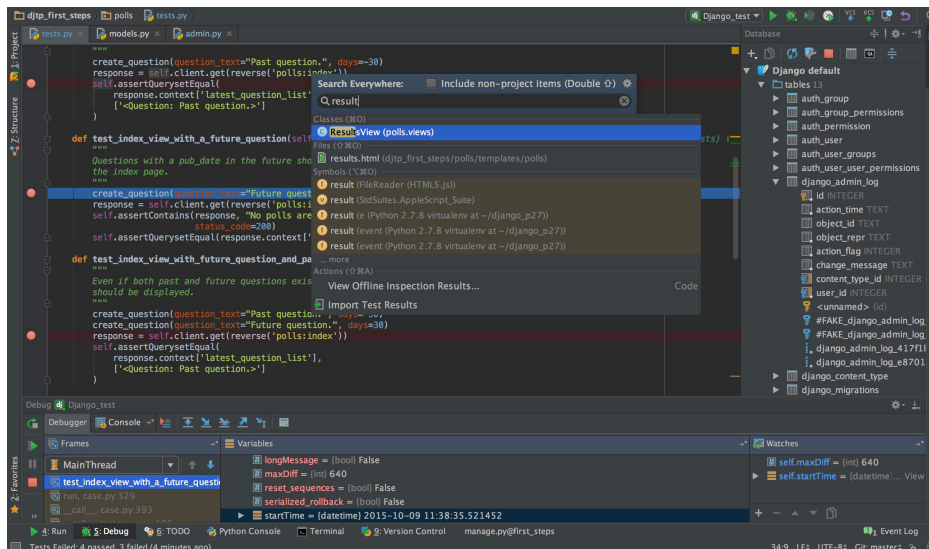 djtp_first_steps polls tests.py
Django_test
VCS VCS
tests.py × models.py × admin.py ×
Database
1: Project
Z: Structure
2: Favorites
"""
create_question(question_text="Past question.", days=-30)
response = self.client.get(reverse('polls:index'))
self.assertQuerysetEqual(
response.context['latest_question_list'
['<Question: Past question.>']
)
def test_index_view_with_a_future_question(self
sts)
"""
Questions with a pub_date in the future sho
the index page.
"""
create_question(question_text="Future quest
response = self.client.get(reverse('polls:i
self.assertContains(response, "No polls are
status_code=200)
self.assertQuerysetEqual(response.context['
def test_index_view_with_future_question_and_pa
"""
Even if both past and future questions exis
should be displayed.
"""
create_question(question_text="Past question.", days=-30)
create_question(question_text="Future question.", days=30)
response = self.client.get(reverse('polls:index'))
self.assertQuerysetEqual(
response.context['latest_question_list'],
['<Question: Past question.>']
)
Search Everywhere: Include non-project items (Double ⇧)
result
Classes (⌘O)
ResultsView (polls.views)
Files (⇧⌘O)
results.html (djtp_first_steps/polls/templates/polls)
Symbols (⌥⌘O)
result (FileReader (HTML5.js))
result (StdSuites.AppleScript_Suite)
result (e (Python 2.7.8 virtualenv at ~/django_p27))
result (event (Python 2.7.8 virtualenv at ~/django_p27))
result (event (Python 2.7.8 virtualenv at ~/django_p27))
... more
Actions (⇧⌘A)
View Offline Inspection Results... Code
Import Test Results
Django default
tables 13
auth_group
auth_group_permissions
auth_permission
auth_user
auth_user_groups
auth_user_user_permissions
django_admin_log
id INTEGER
action_time TEXT
object_id TEXT
object_repr TEXT
action_flag INTEGER
change_message TEXT
content_type_id INTEGER
user_id INTEGER
<unnamed> (id)
#FAKE_django_admin_log_
#FAKE_django_admin_log_
django_admin_log_417f1l
django_admin_log_e8701
django_content_type
django_migrations
Debug Django_test
Debugger Console
Frames
MainThread
test_index_view_with_a_future_questi
run, case.py:329
__call__, case.py:393
Variables
longMessage = {bool} False
maxDiff = {int} 640
reset_sequences = {bool} False
serialized_rollback = {bool} False
startTime = {datetime} 2015-10-09 11:38:35.521452
Watches
self.maxDiff = {int} 640
self.startTime = {datetime}... View
4: Run 5: Debug 6: TODO Python Console Terminal 9: Version Control manage.py@first_steps
Event Log
Tests Failed: 4 passed, 3 failed (4 minutes ago)
34:9 LF÷ UTF-8÷ Git: master÷